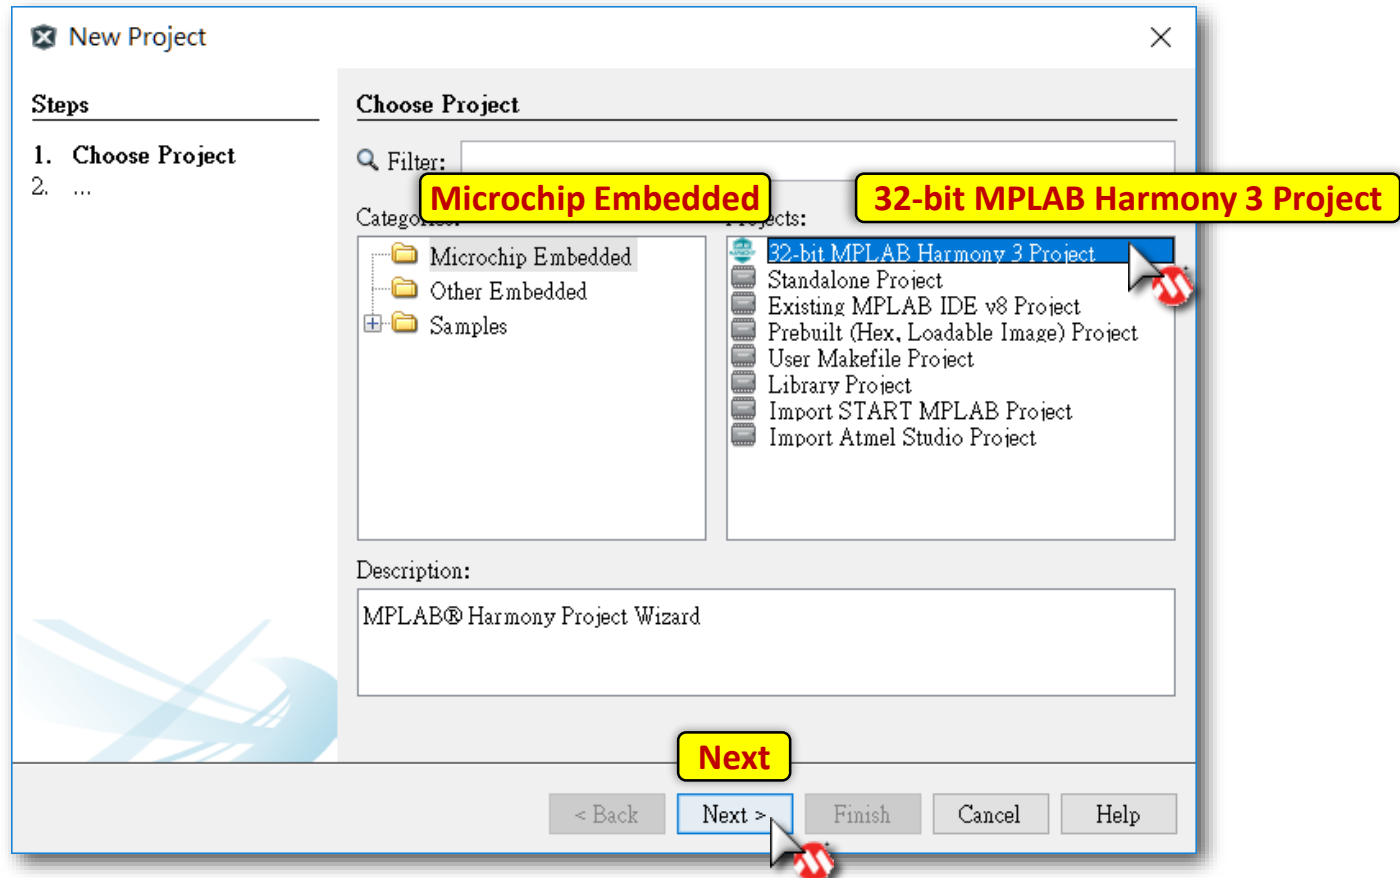 New Project
Steps
1. Choose Project
2. ...
Choose Project
Filter:
Microchip Embedded
32-bit MPLAB Harmony 3 Project
Categories:
Projects:
Microchip Embedded
Other Embedded
Samples
32-bit MPLAB Harmony 3 Project
Standalone Project
Existing MPLAB IDE v8 Project
Prebuilt (Hex, Loadable Image) Project
User Makefile Project
Library Project
Import START MPLAB Project
Import Atmel Studio Project
Description:
MPLAB® Harmony Project Wizard
Next
< Back
Next >
Finish
Cancel
Help